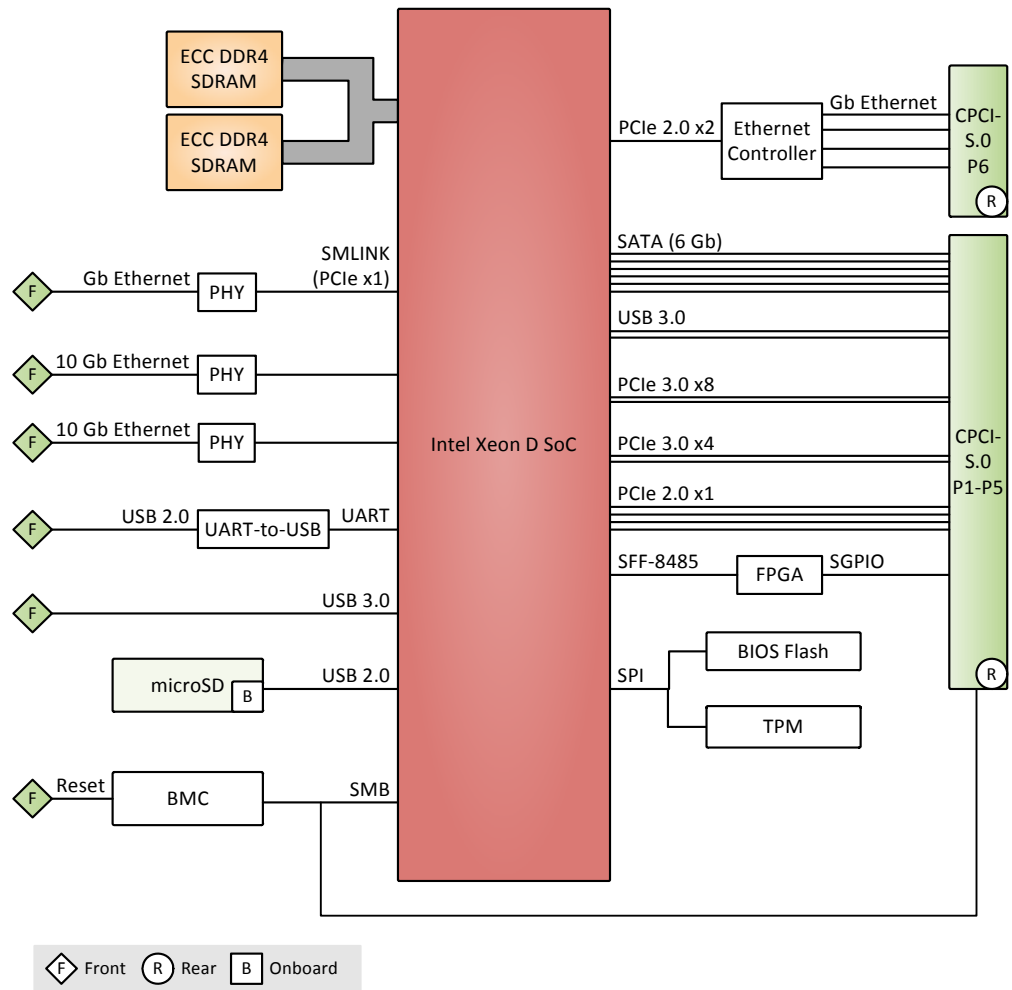 ECC DDR4
SDRAM
ECC DDR4
SDRAM
Intel Xeon D SoC
PCIe 2.0 x2
Ethernet
Controller
Gb Ethernet
CPCI-
S.0
P6
R
SMLINK
(PCIe x1)
Gb Ethernet
PHY
F
10 Gb Ethernet
PHY
F
10 Gb Ethernet
PHY
F
USB 2.0
UART-to-USB
UART
F
USB 3.0
F
microSD
B
USB 2.0
Reset
F
BMC
SMB
SATA (6 Gb)
USB 3.0
PCIe 3.0 x8
PCIe 3.0 x4
PCIe 2.0 x1
SFF-8485
FPGA
SGPIO
CPCI-
S.0
P1-P5
R
SPI
BIOS Flash
TPM
F Front R Rear B Onboard